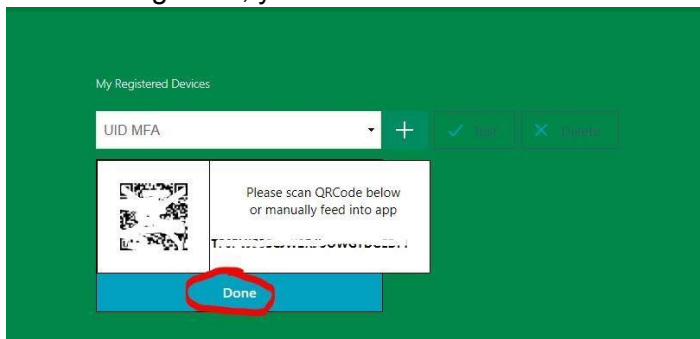 My Registered Devices
UID MFA
Test
Delete
Please scan QRCode below
or manually feed into app
Done